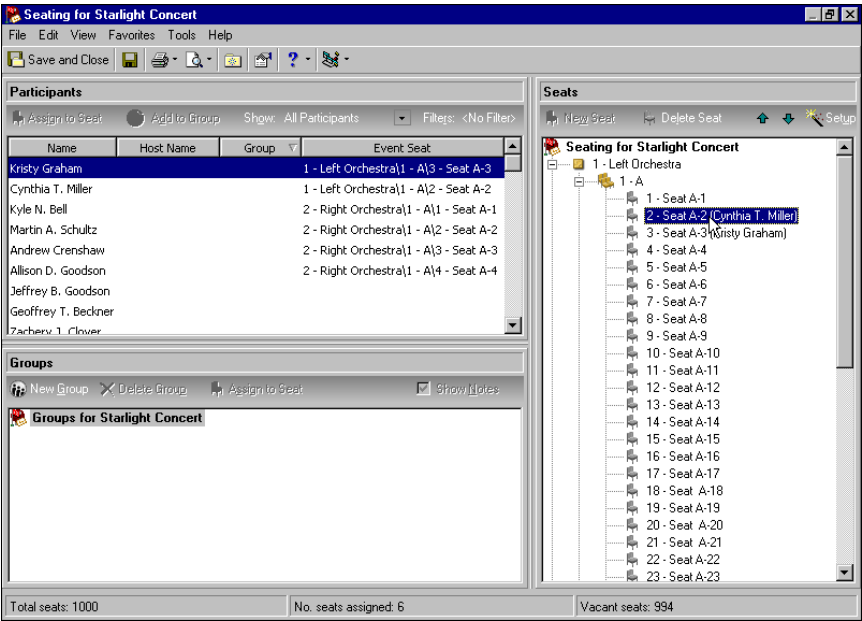 Seating for Starlight Concert
File Edit View Favorites Tools Help
Save and Close
Participants
Assign to Seat Add to Group Show: All Participants Filters: <No Filter>
Name Host Name Group Event Seat
Kristy Graham 1 - Left Orchestra\1 - A\3 - Seat A-3
Cynthia T. Miller 1 - Left Orchestra\1 - A\2 - Seat A-2
Kyle N. Bell 2 - Right Orchestra\1 - A\1 - Seat A-1
Martin A. Schultz 2 - Right Orchestra\1 - A\2 - Seat A-2
Andrew Crenshaw 2 - Right Orchestra\1 - A\3 - Seat A-3
Allison D. Goodson 2 - Right Orchestra\1 - A\4 - Seat A-4
Jeffrey B. Goodson
Geoffrey T. Beckner
Zachery J. Clover
Groups
New Group Delete Group Assign to Seat Show Notes
Groups for Starlight Concert
Seats
New Seat Delete Seat Setup
Seating for Starlight Concert
1 - Left Orchestra
1 - A
1 - Seat A-1
2 - Seat A-2 (Cynthia T. Miller)
3 - Seat A-3 (Kristy Graham)
4 - Seat A-4
5 - Seat A-5
6 - Seat A-6
7 - Seat A-7
8 - Seat A-8
9 - Seat A-9
10 - Seat A-10
11 - Seat A-11
12 - Seat A-12
13 - Seat A-13
14 - Seat A-14
15 - Seat A-15
16 - Seat A-16
17 - Seat A-17
18 - Seat A-18
19 - Seat A-19
20 - Seat A-20
21 - Seat A-21
22 - Seat A-22
23 - Seat A-23
Total seats: 1000 No. seats assigned: 6 Vacant seats: 994